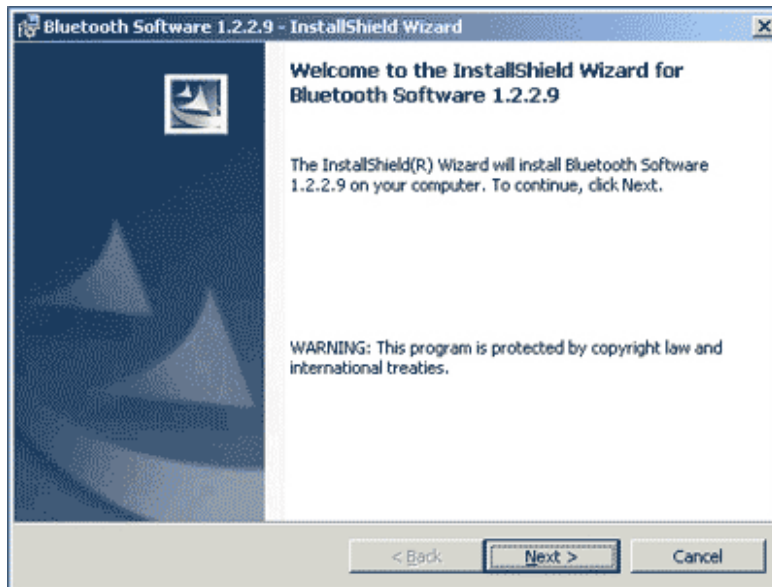 Bluetooth Software 1.2.2.9 - InstallShield Wizard
Welcome to the InstallShield Wizard for
Bluetooth Software 1.2.2.9
The InstallShield(R) Wizard will install Bluetooth Software
1.2.2.9 on your computer. To continue, click Next.
WARNING: This program is protected by copyright law and
international treaties.
< Back
Next >
Cancel